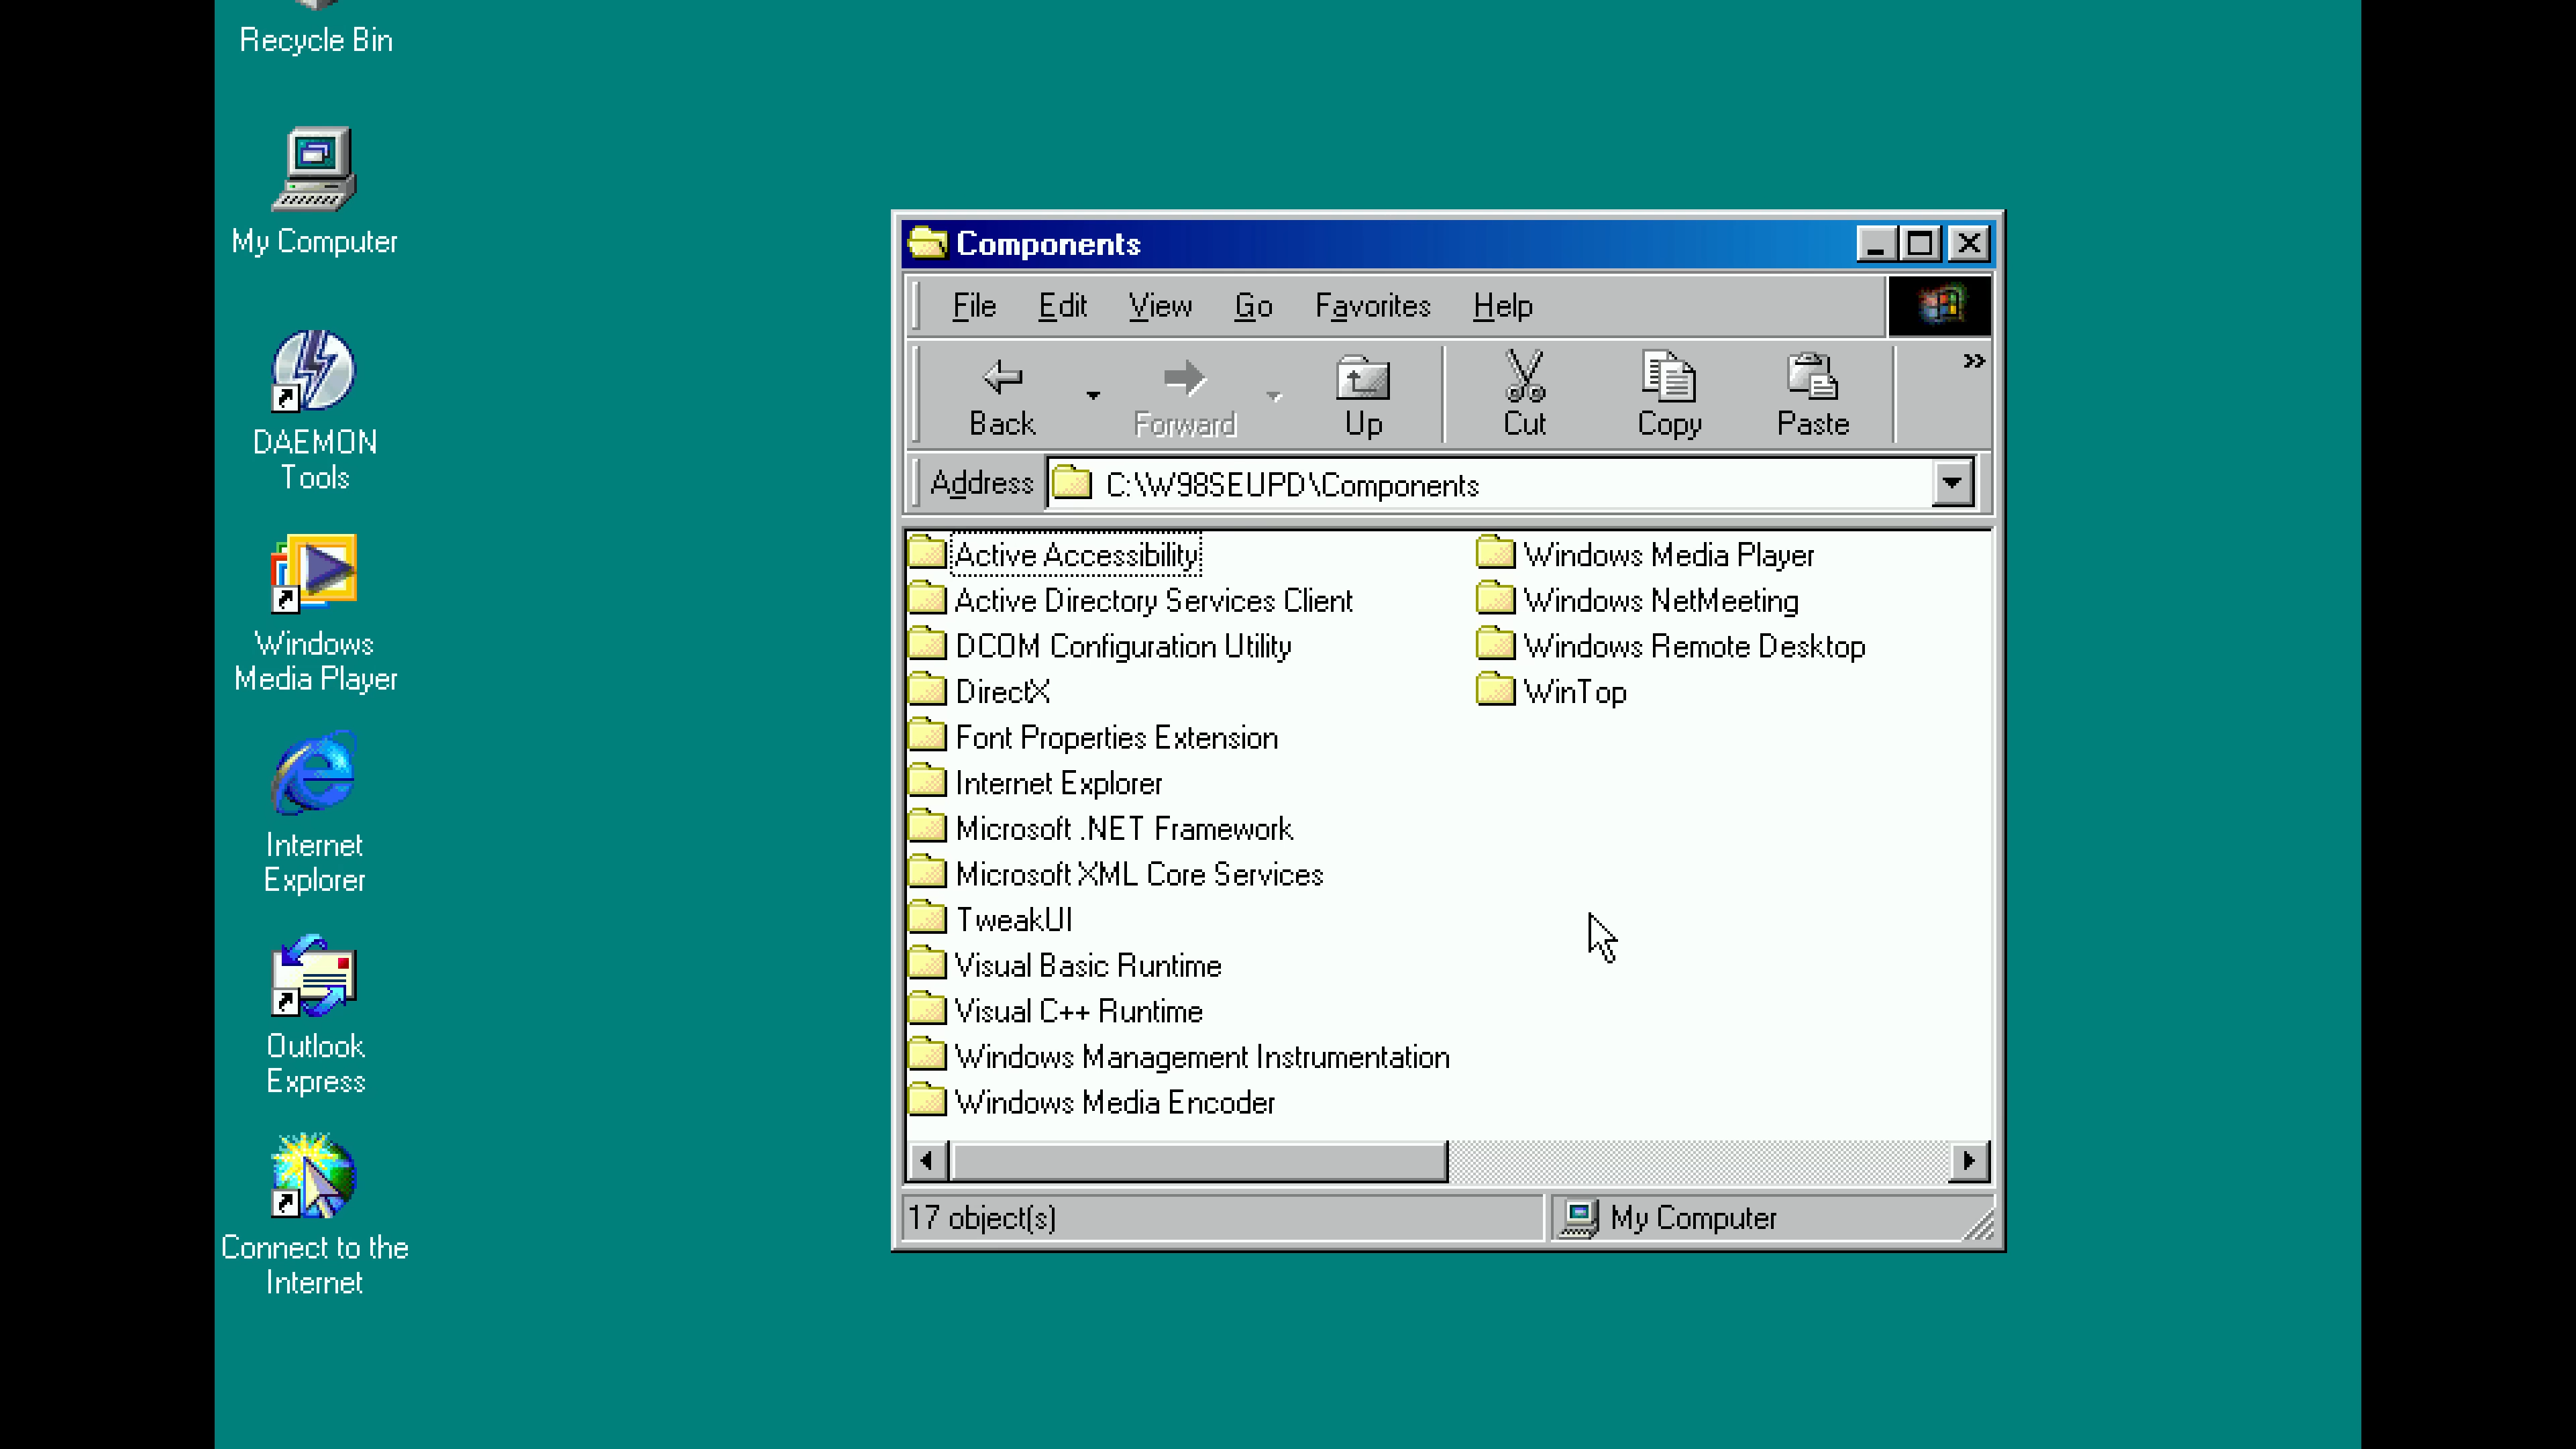 Recycle Bin
My Computer
DAEMON
Tools
Windows
Media Player
Internet
Explorer
Outlook
Express
Connect to the
Internet
Components
File Edit View Go Favorites Help
Back Forward Up Cut Copy Paste »
Address C:\W98SEUPD\Components
Active Accessibility
Active Directory Services Client
DCOM Configuration Utility
DirectX
Font Properties Extension
Internet Explorer
Microsoft .NET Framework
Microsoft XML Core Services
TweakUI
Visual Basic Runtime
Visual C++ Runtime
Windows Management Instrumentation
Windows Media Encoder
Windows Media Player
Windows NetMeeting
Windows Remote Desktop
WinTop
17 object(s)
My Computer